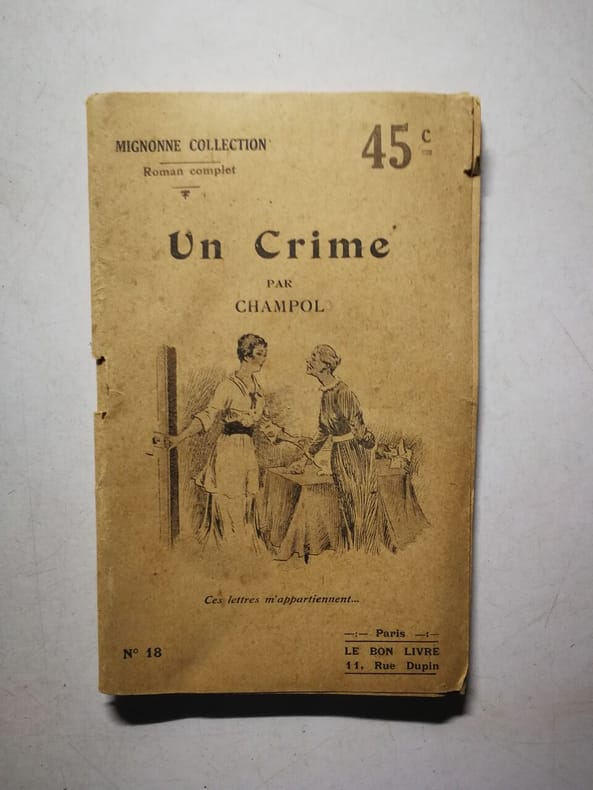 MIGNONNE COLLECTION
Roman complet
45 c
Un Crime
PAR
CHAMPOL
Ces lettres m'appartiennent...
N° 18
—:— Paris —:—
LE BON LIVRE
11, Rue Dupin